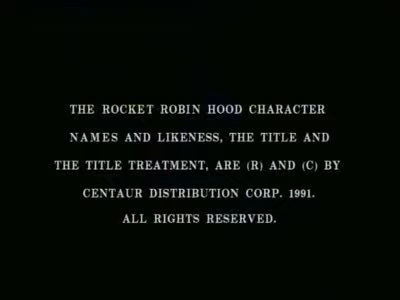 THE ROCKET ROBIN HOOD CHARACTER
NAMES AND LIKENESS, THE TITLE AND
THE TITLE TREATMENT, ARE (R) AND (C) BY
CENTAUR DISTRIBUTION CORP. 1991.
ALL RIGHTS RESERVED.